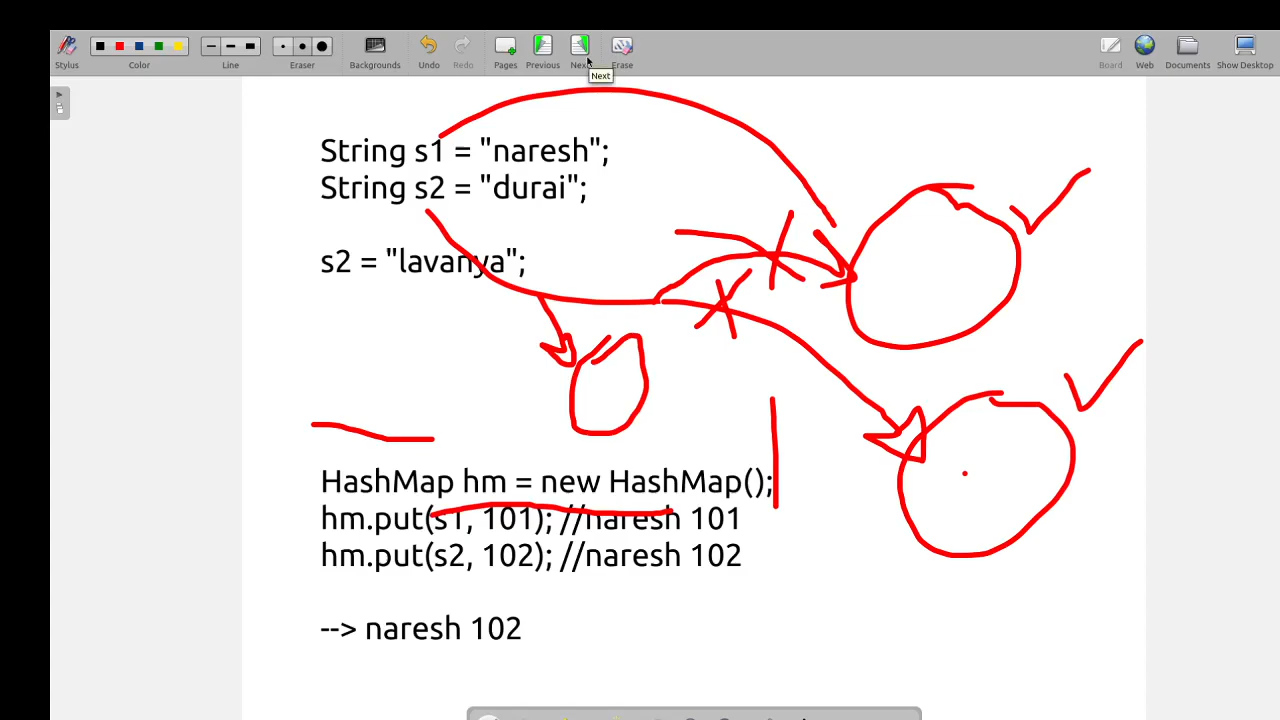 Stylus Color Line Eraser Backgrounds Undo Redo Pages Previous Next Erase Board Web Documents Show Desktop
Next
String s1 = "naresh";
String s2 = "durai";
s2 = "lavanya";
HashMap hm = new HashMap();
hm.put(s1, 101); //naresh 101
hm.put(s2, 102); //naresh 102
--> naresh 102